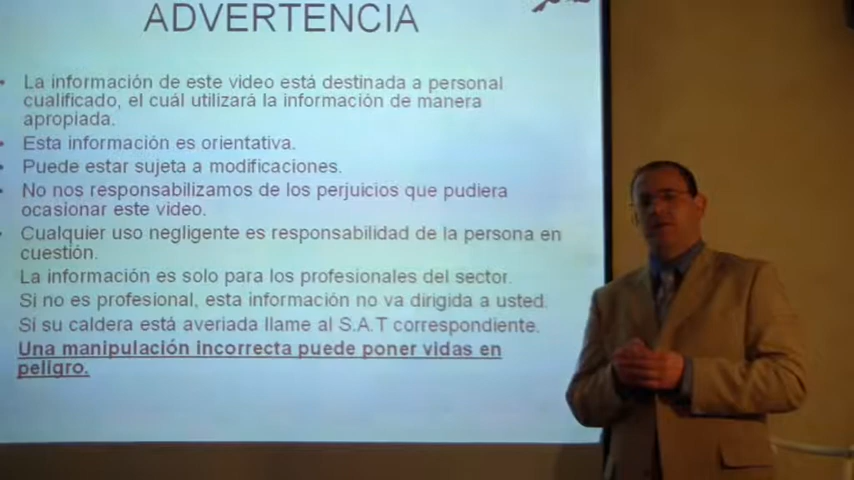 ADVERTENCIA
• La información de este video está destinada a personal
cualificado, el cuál utilizará la información de manera
apropiada.
• Esta información es orientativa.
• Puede estar sujeta a modificaciones.
• No nos responsabilizamos de los perjuicios que pudiera
ocasionar este video.
• Cualquier uso negligente es responsabilidad de la persona en
cuestión.
La información es solo para los profesionales del sector.
Si no es profesional, esta información no va dirigida a usted.
Si su caldera está averiada llame al S.A.T correspondiente.
Una manipulación incorrecta puede poner vidas en
peligro.